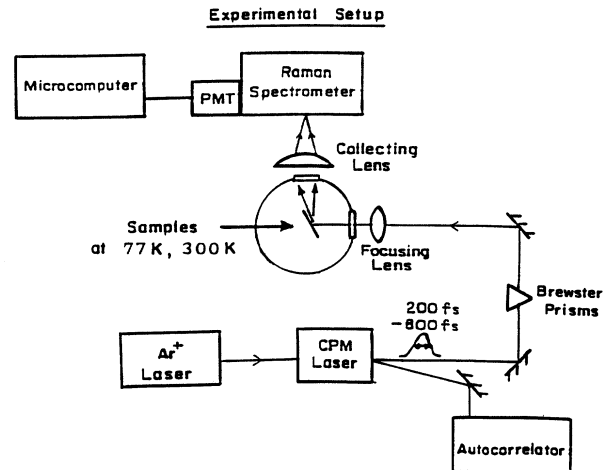 Experimental Setup
Microcomputer
PMT
Raman
Spectrometer
Collecting
Lens
Samples
at 77K, 300K
Focusing
Lens
Brewster
Prisms
200 fs
-600 fs
Ar+
Laser
CPM
Laser
Autocorrelator